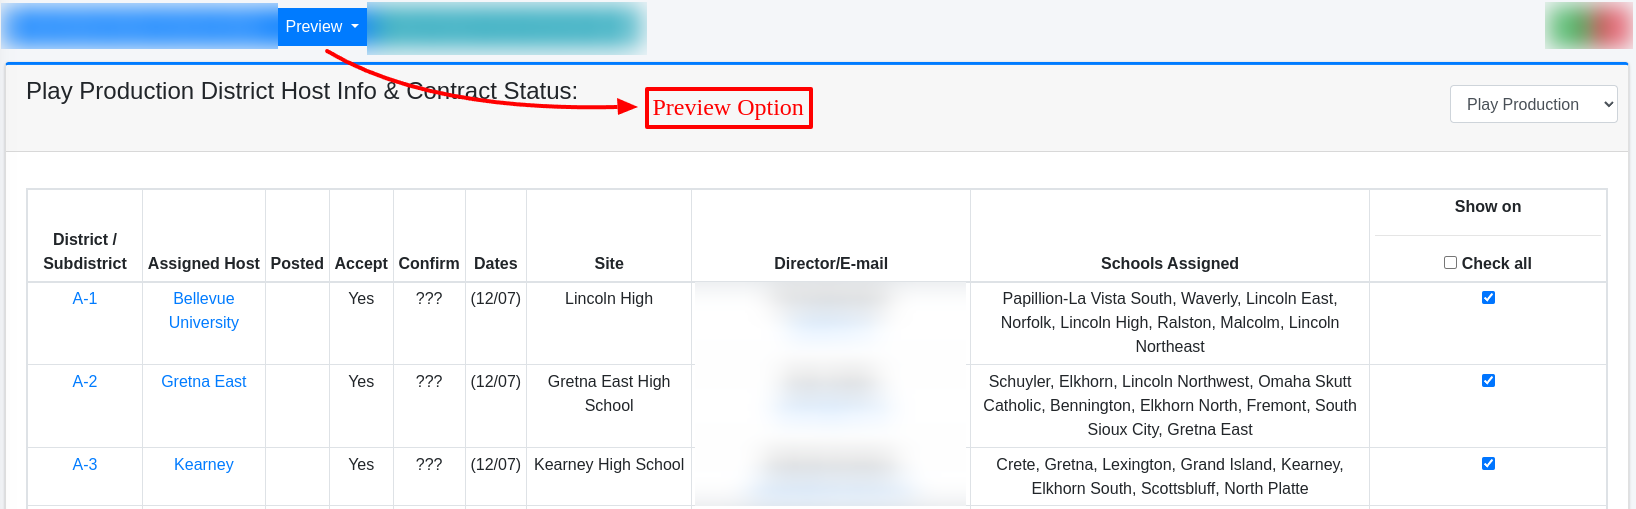 Preview
Play Production District Host Info & Contract Status:
Preview Option
Play Production
Show on
District /
Subdistrict
Assigned Host
Posted
Accept
Confirm
Dates
Site
Director/E-mail
Schools Assigned
Check all
A-1
Bellevue
University
Yes
???
(12/07)
Lincoln High
Papillion-La Vista South, Waverly, Lincoln East,
Norfolk, Lincoln High, Ralston, Malcolm, Lincoln
Northeast
A-2
Gretna East
Yes
???
(12/07)
Gretna East High
School
Schuyler, Elkhorn, Lincoln Northwest, Omaha Skutt
Catholic, Bennington, Elkhorn North, Fremont, South
Sioux City, Gretna East
A-3
Kearney
Yes
???
(12/07)
Kearney High School
Crete, Gretna, Lexington, Grand Island, Kearney,
Elkhorn South, Scottsbluff, North Platte